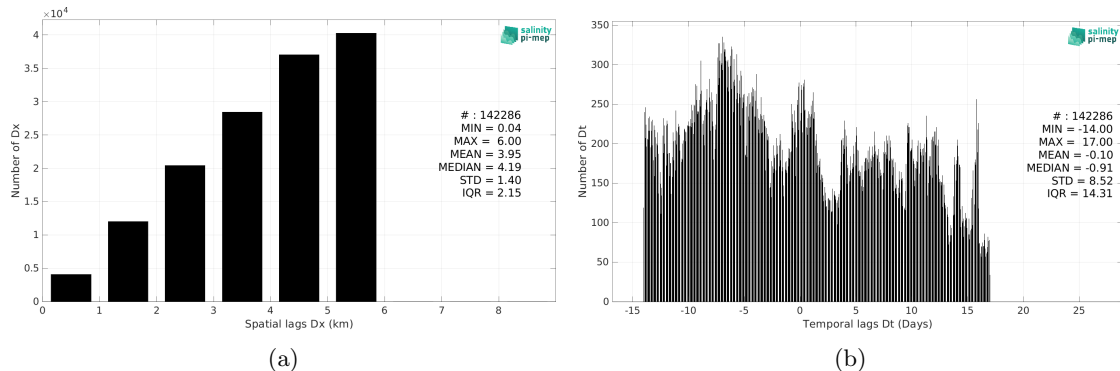 ×10⁴
4
3.5
3
2.5
2
1.5
1
0.5
0
Number of Dx
salinity
pi-mep
# : 142286
MIN = 0.04
MAX = 6.00
MEAN = 3.95
MEDIAN = 4.19
STD = 1.40
IQR = 2.15
0 1 2 3 4 5 6 7 8
Spatial lags Dx (km)
(a)
350
300
250
200
150
100
50
0
Number of Dt
salinity
pi-mep
# : 142286
MIN = -14.00
MAX = 17.00
MEAN = -0.10
MEDIAN = -0.91
STD = 8.52
IQR = 14.31
-15 -10 -5 0 5 10 15 20 25
Temporal lags Dt (Days)
(b)